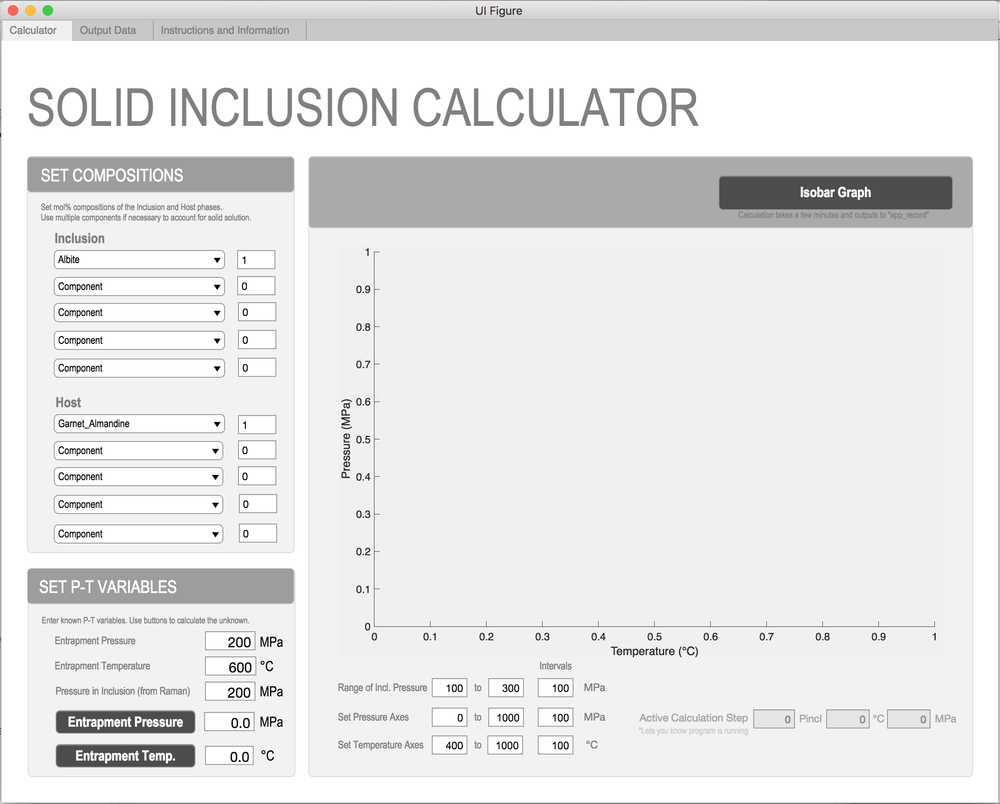 UI Figure
Calculator
Output Data
Instructions and Information
SOLID INCLUSION CALCULATOR
SET COMPOSITIONS
Set mol% compositions of the Inclusion and Host phases.
Use multiple components if necessary to account for solid solution.
Inclusion
Albite 1
Component 0
Component 0
Component 0
Component 0
Host
Garnet_Almandine 1
Component 0
Component 0
Component 0
Component 0
SET P-T VARIABLES
Enter known P-T variables. Use buttons to calculate the unknown.
Entrapment Pressure 200 MPa
Entrapment Temperature 600 °C
Pressure in Inclusion (from Raman) 200 MPa
Entrapment Pressure 0.0 MPa
Entrapment Temp. 0.0 °C
Isobar Graph
Calculation takes a few minutes and outputs to "app_record"
Pressure (MPa)
1
0.9
0.8
0.7
0.6
0.5
0.4
0.3
0.2
0.1
0
0 0.1 0.2 0.3 0.4 0.5 0.6 0.7 0.8 0.9 1
Temperature (°C)
Intervals
Range of Incl. Pressure 100 to 300 100 MPa
Set Pressure Axes 0 to 1000 100 MPa
Set Temperature Axes 400 to 1000 100 °C
Active Calculation Step 0 Pincl 0 °C 0 MPa
*Lets you know program is running